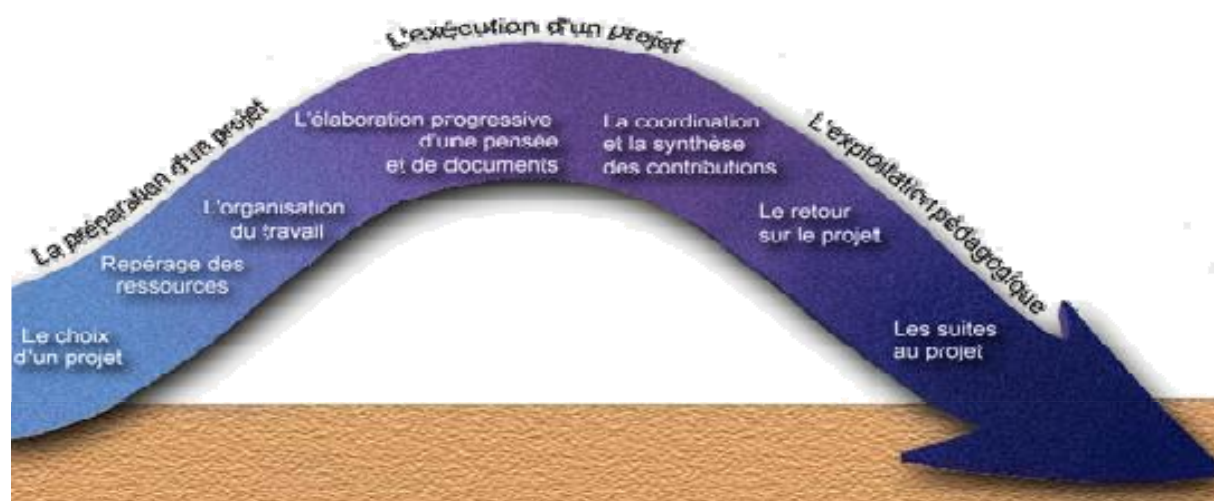 La préparation d'un projet
L'exécution d'un projet
L'exploitation pédagogique
Le choix
d'un projet
Repérage des
ressources
L'organisation
du travail
L'élaboration progressive
d'une pensée
et de documents
La coordination
et la synthèse
des contributions
Le retour
sur le projet
Les suites
au projet